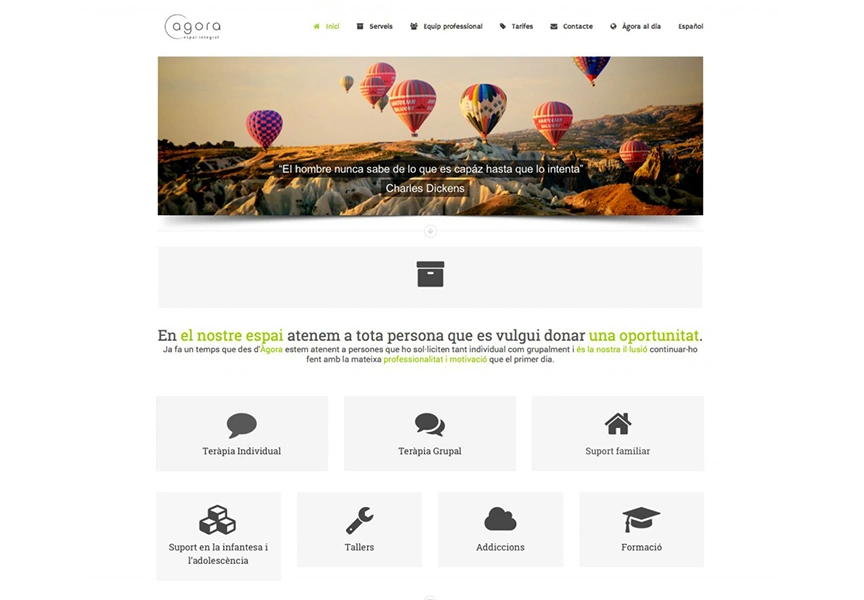 agora
espai integral
Inici
Serveis
Equip professional
Tarifes
Contacte
Àgora al dia
Español
ANATOLIAN
“El hombre nunca sabe de lo que es capáz hasta que lo intenta”
Charles Dickens
En el nostre espai atenem a tota persona que es vulgui donar una oportunitat.
Ja fa un temps que des d'Àgora estem atenent a persones que ho sol·liciten tant individual com grupalment i és la nostra il·lusió continuar-ho
fent amb la mateixa professionalitat i motivació que el primer dia.
Teràpia Individual
Teràpia Grupal
Suport familiar
Suport en la infantesa i
l'adolescència
Tallers
Addiccions
Formació